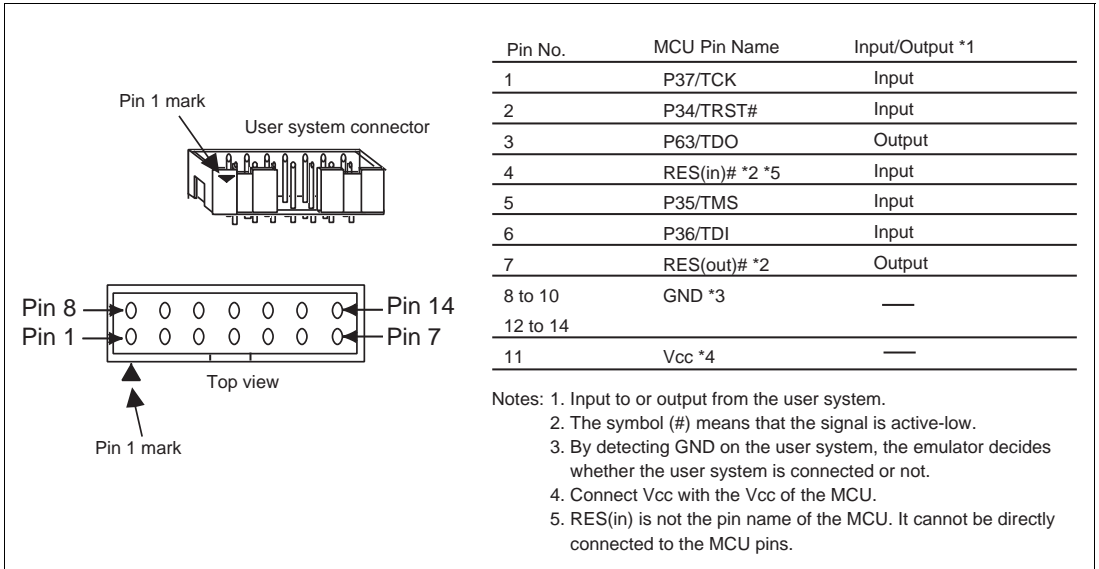 Pin 1 mark
User system connector
Pin 8
Pin 14
Pin 1
Pin 7
Top view
Pin 1 mark
Pin No. MCU Pin Name Input/Output *1
1 P37/TCK Input
2 P34/TRST# Input
3 P63/TDO Output
4 RES(in)# *2 *5 Input
5 P35/TMS Input
6 P36/TDI Input
7 RES(out)# *2 Output
8 to 10 GND *3 —
12 to 14
11 Vcc *4 —
Notes: 1. Input to or output from the user system.
2. The symbol (#) means that the signal is active-low.
3. By detecting GND on the user system, the emulator decides
whether the user system is connected or not.
4. Connect Vcc with the Vcc of the MCU.
5. RES(in) is not the pin name of the MCU. It cannot be directly
connected to the MCU pins.